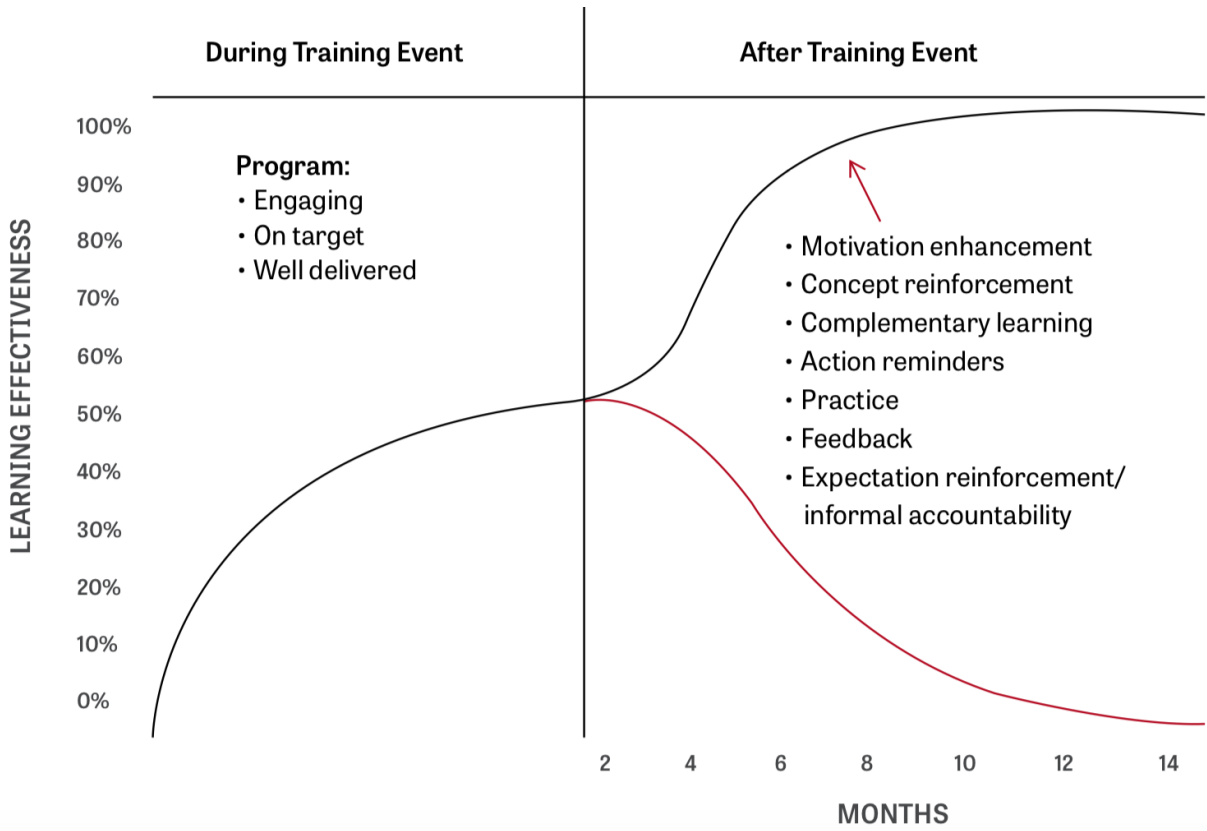 During Training Event
After Training Event
100%
90%
80%
70%
60%
50%
40%
30%
20%
10%
0%
LEARNING EFFECTIVENESS
Program:
• Engaging
• On target
• Well delivered
• Motivation enhancement
• Concept reinforcement
• Complementary learning
• Action reminders
• Practice
• Feedback
• Expectation reinforcement/
informal accountability
2 4 6 8 10 12 14
MONTHS